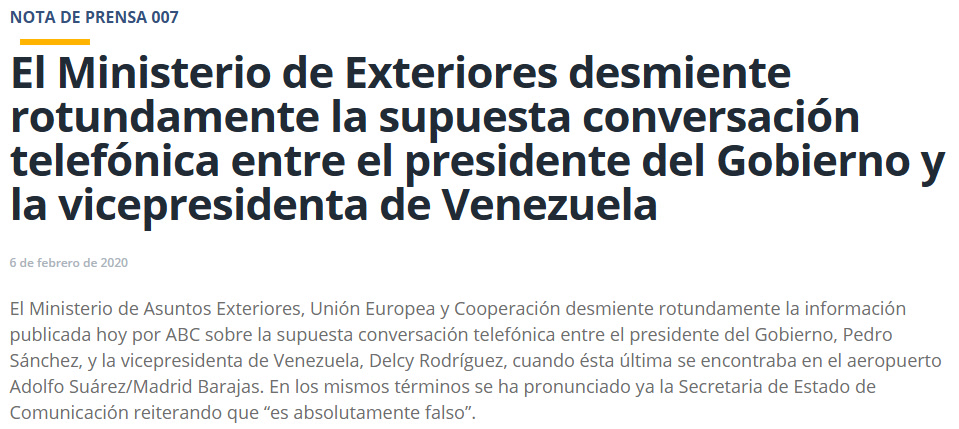 NOTA DE PRENSA 007
El Ministerio de Exteriores desmiente
rotundamente la supuesta conversación
telefónica entre el presidente del Gobierno y
la vicepresidenta de Venezuela
6 de febrero de 2020
El Ministerio de Asuntos Exteriores, Unión Europea y Cooperación desmiente rotundamente la información
publicada hoy por ABC sobre la supuesta conversación telefónica entre el presidente del Gobierno, Pedro
Sánchez, y la vicepresidenta de Venezuela, Delcy Rodríguez, cuando ésta última se encontraba en el aeropuerto
Adolfo Suárez/Madrid Barajas. En los mismos términos se ha pronunciado ya la Secretaria de Estado de
Comunicación reiterando que “es absolutamente falso”.